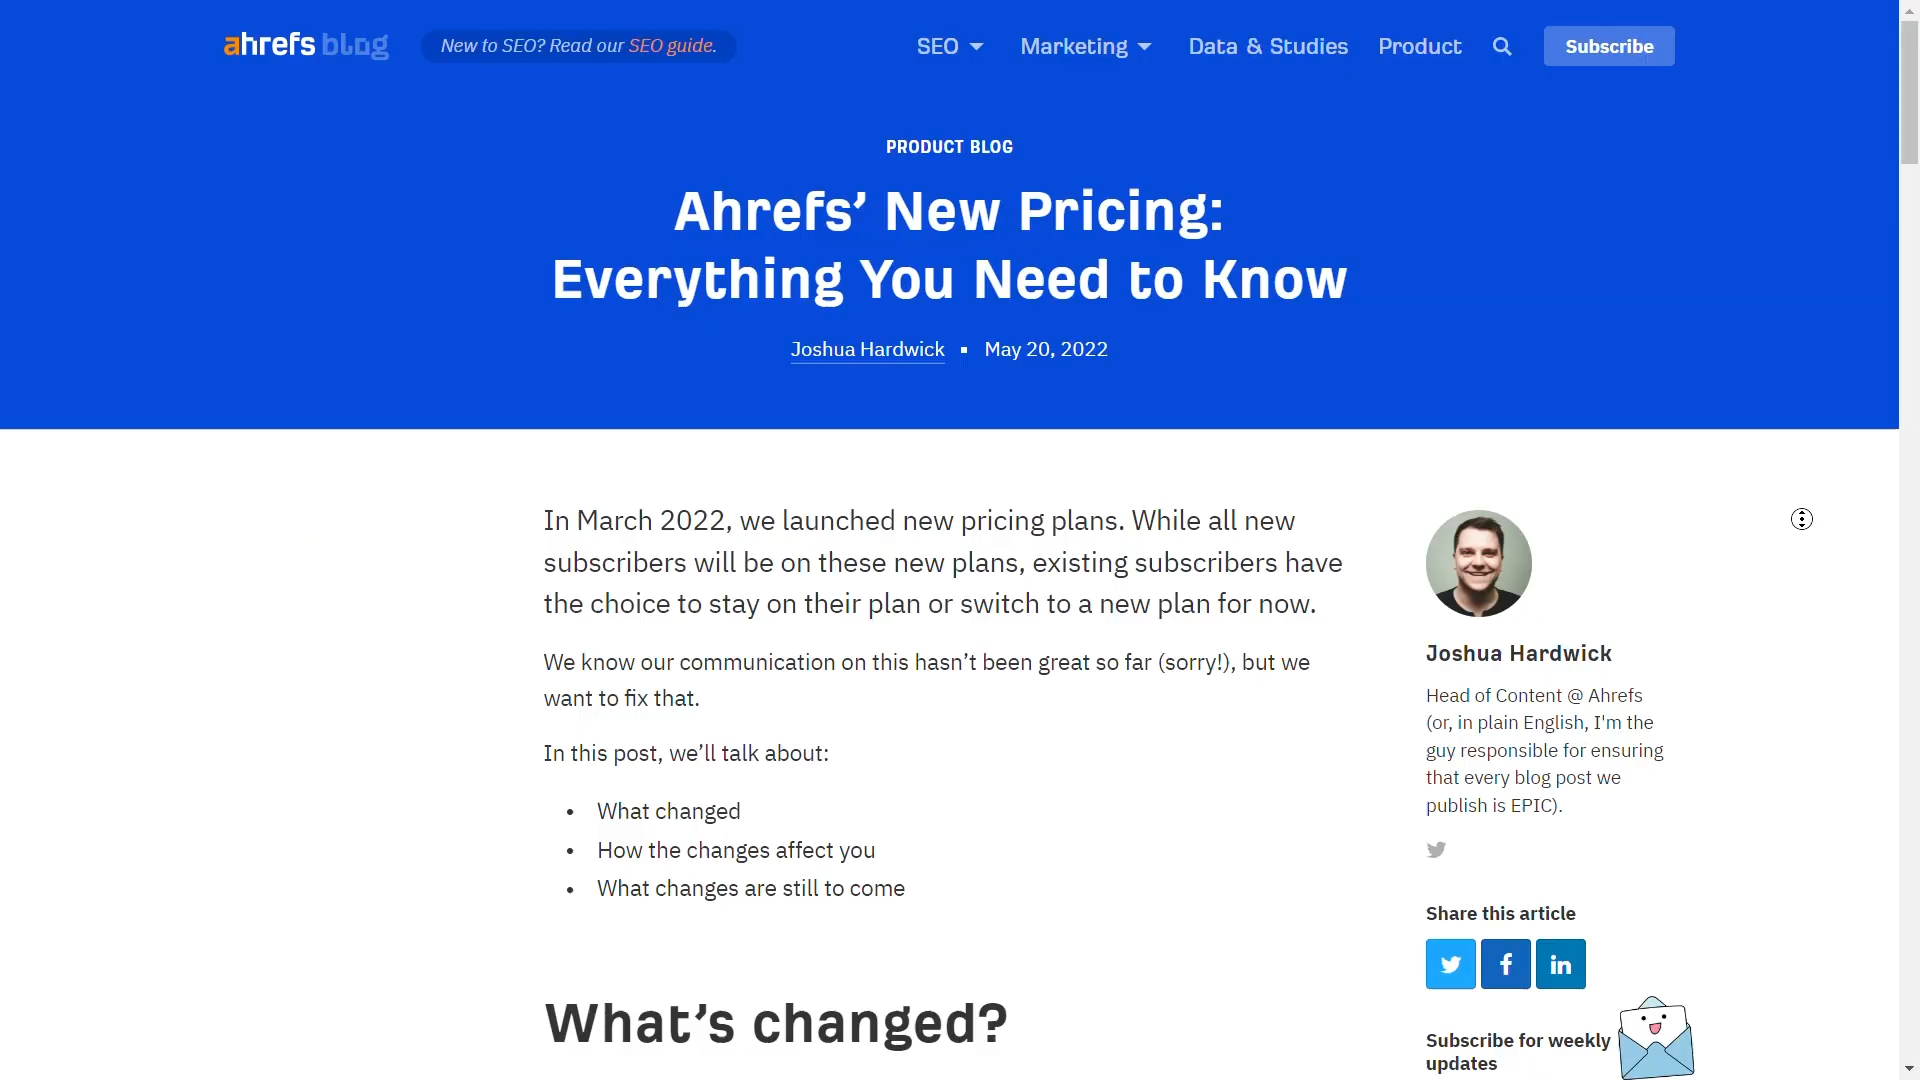 ahrefs blog
New to SEO? Read our SEO guide.
SEO
Marketing
Data & Studies
Product
Subscribe
PRODUCT BLOG
Ahrefs’ New Pricing:
Everything You Need to Know
Joshua Hardwick
May 20, 2022
In March 2022, we launched new pricing plans. While all new
subscribers will be on these new plans, existing subscribers have
the choice to stay on their plan or switch to a new plan for now.
We know our communication on this hasn’t been great so far (sorry!), but we
want to fix that.
In this post, we’ll talk about:
• What changed
• How the changes affect you
• What changes are still to come
What’s changed?
Joshua Hardwick
Head of Content @ Ahrefs
(or, in plain English, I'm the
guy responsible for ensuring
that every blog post we
publish is EPIC).
Share this article
Subscribe for weekly
updates